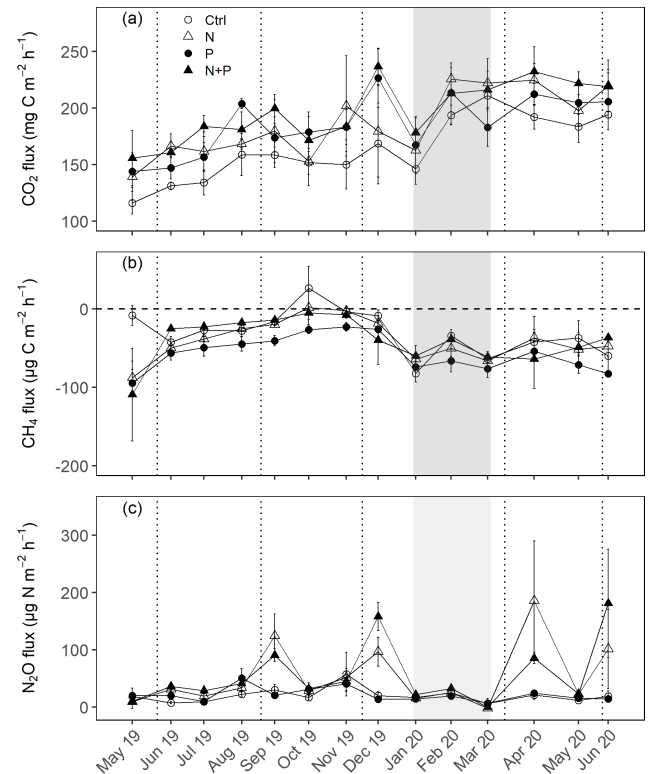 (a)
Ctrl
N
P
N+P
250
200
150
100
CO₂ flux (mg C m⁻² h⁻¹)
(b)
0
-100
-200
CH₄ flux (µg C m⁻² h⁻¹)
(c)
300
200
100
0
N₂O flux (µg N m⁻² h⁻¹)
May 19
Jun 19
Jul 19
Aug 19
Sep 19
Oct 19
Nov 19
Dec 19
Jan 20
Feb 20
Mar 20
Apr 20
May 20
Jun 20